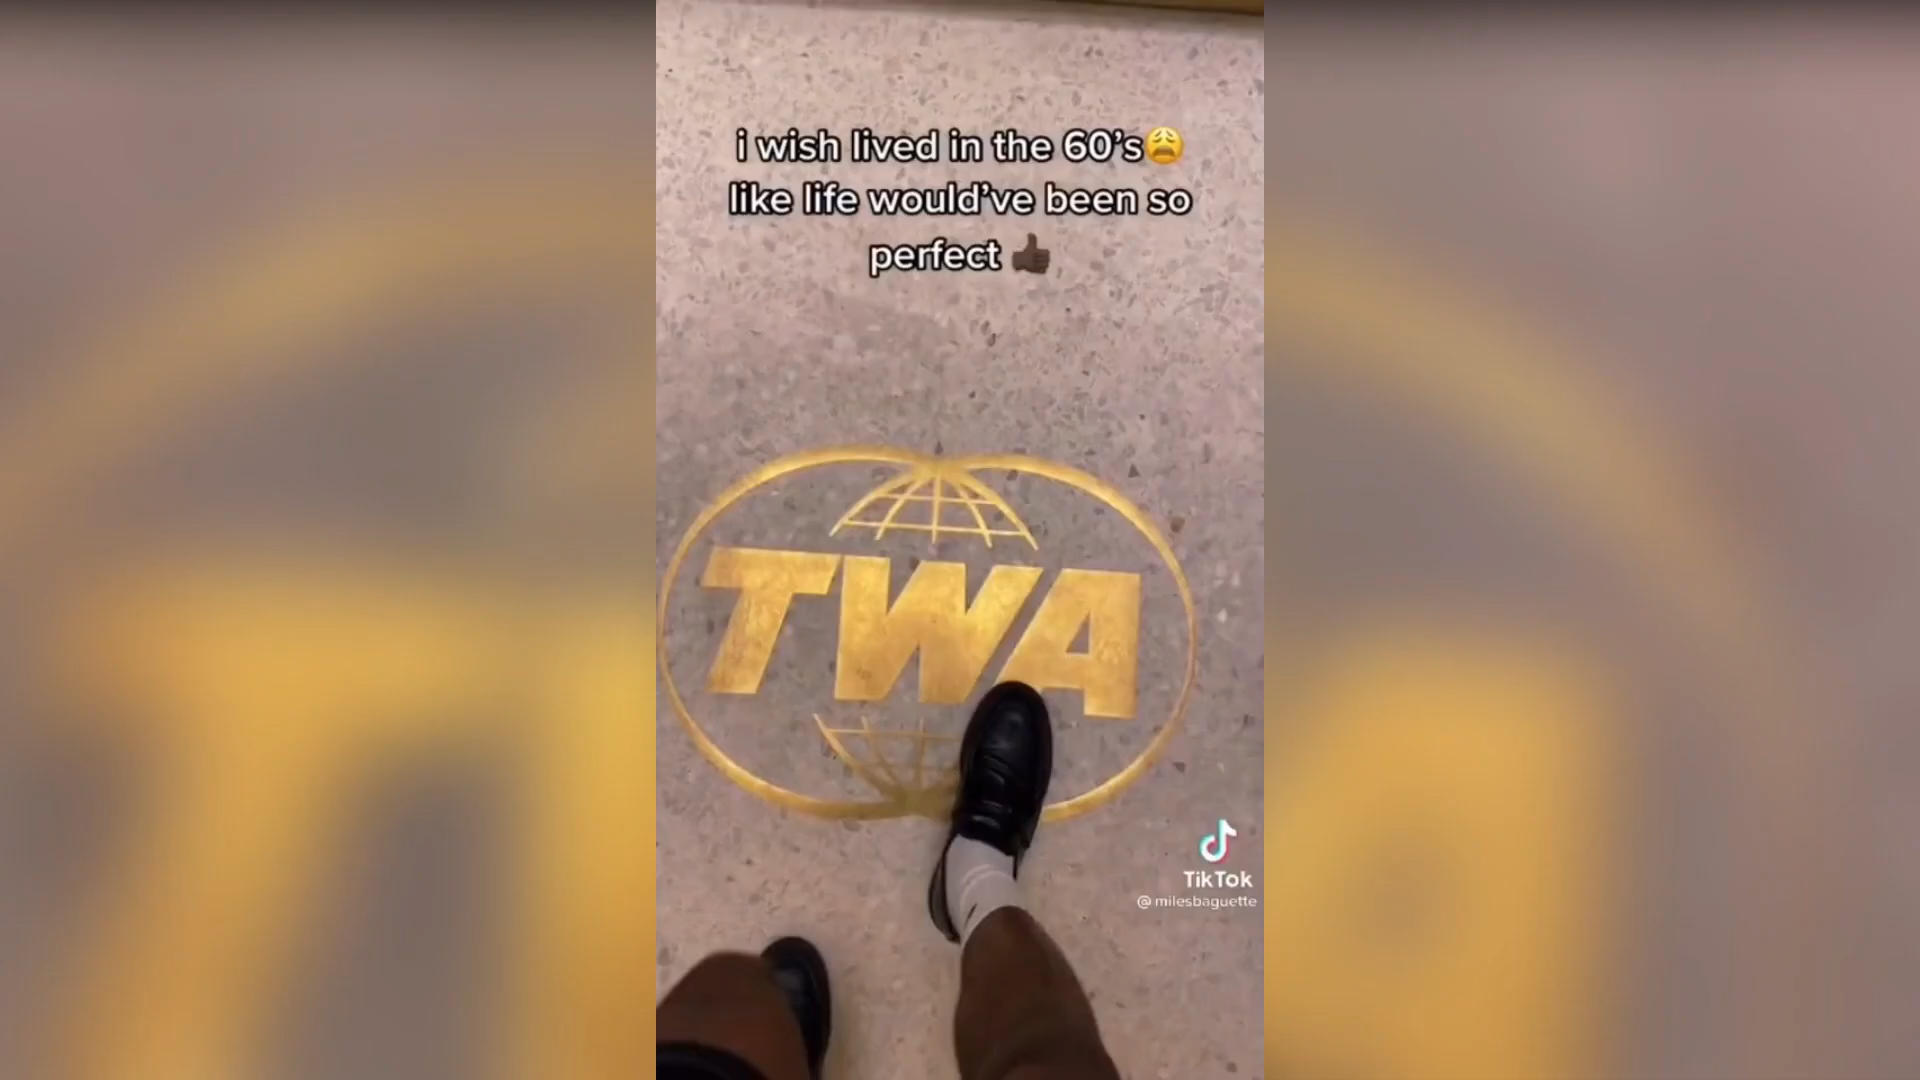 i wish lived in the 60's😩
like life would've been so
perfect 👍🏿
TWA
TikTok
@milesbaguette